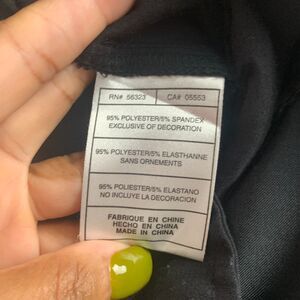 RN# 56323 CA# 05553
95% POLYESTER/5% SPANDEX
EXCLUSIVE OF DECORATION
95% POLYESTER/5% ELASTHANNE
SANS ORNEMENTS
95% POLIESTER/5% ELASTANO
NO INCLUYE LA DECORACION
FABRIQUE EN CHINE
HECHO EN CHINA
MADE IN CHINA